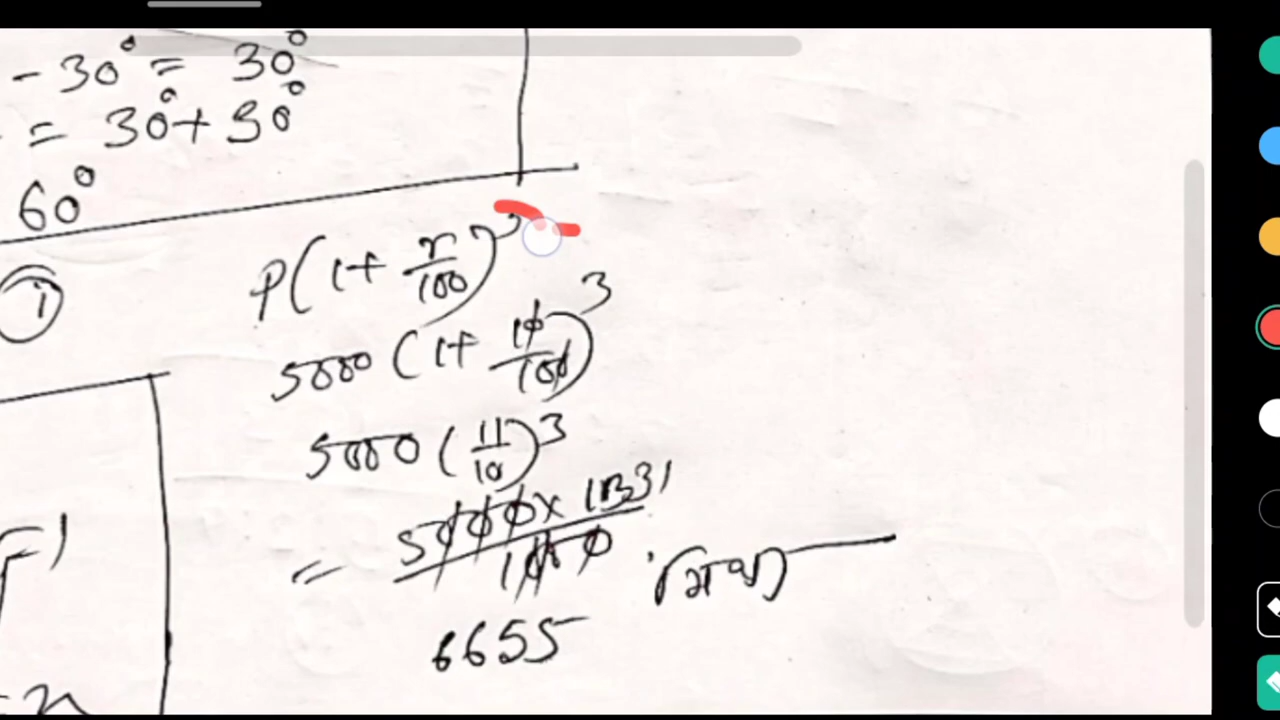 - 30° = 30°
= 30° + 30°
60°
①
P(1+ r/100)³
5000 (1+ 10/100)³
5000 (11/10)³
= 5000 x 1331 / 1000
6655